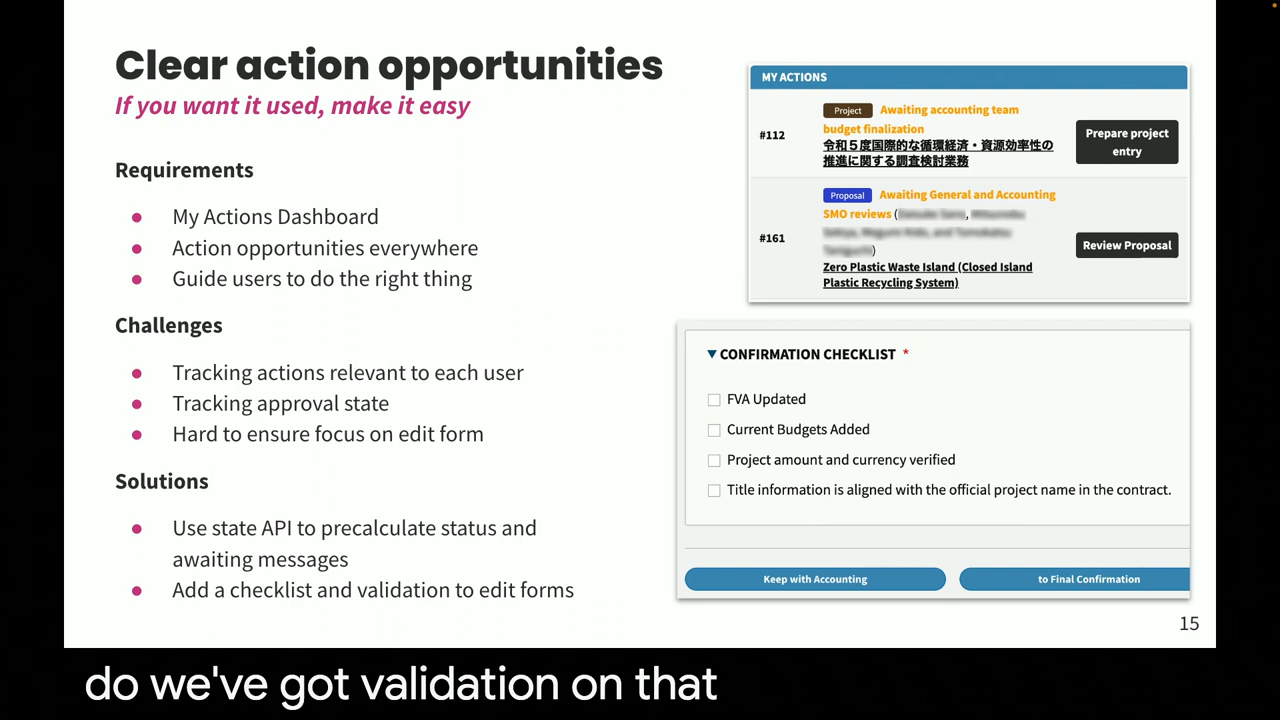 Clear action opportunities
If you want it used, make it easy
Requirements
● My Actions Dashboard
● Action opportunities everywhere
● Guide users to do the right thing
Challenges
● Tracking actions relevant to each user
● Tracking approval state
● Hard to ensure focus on edit form
Solutions
● Use state API to precalculate status and
awaiting messages
● Add a checklist and validation to edit forms
MY ACTIONS
#112
Project Awaiting accounting team
budget finalization
令和５度国際的な循環経済・資源効率性の
推進に関する調査検討業務
Prepare project
entry
#161
Proposal Awaiting General and Accounting
SMO reviews (
)
Zero Plastic Waste Island (Closed Island
Plastic Recycling System)
Review Proposal
▼ CONFIRMATION CHECKLIST *
FVA Updated
Current Budgets Added
Project amount and currency verified
Title information is aligned with the official project name in the contract.
Keep with Accounting
to Final Confirmation
15
do we've got validation on that